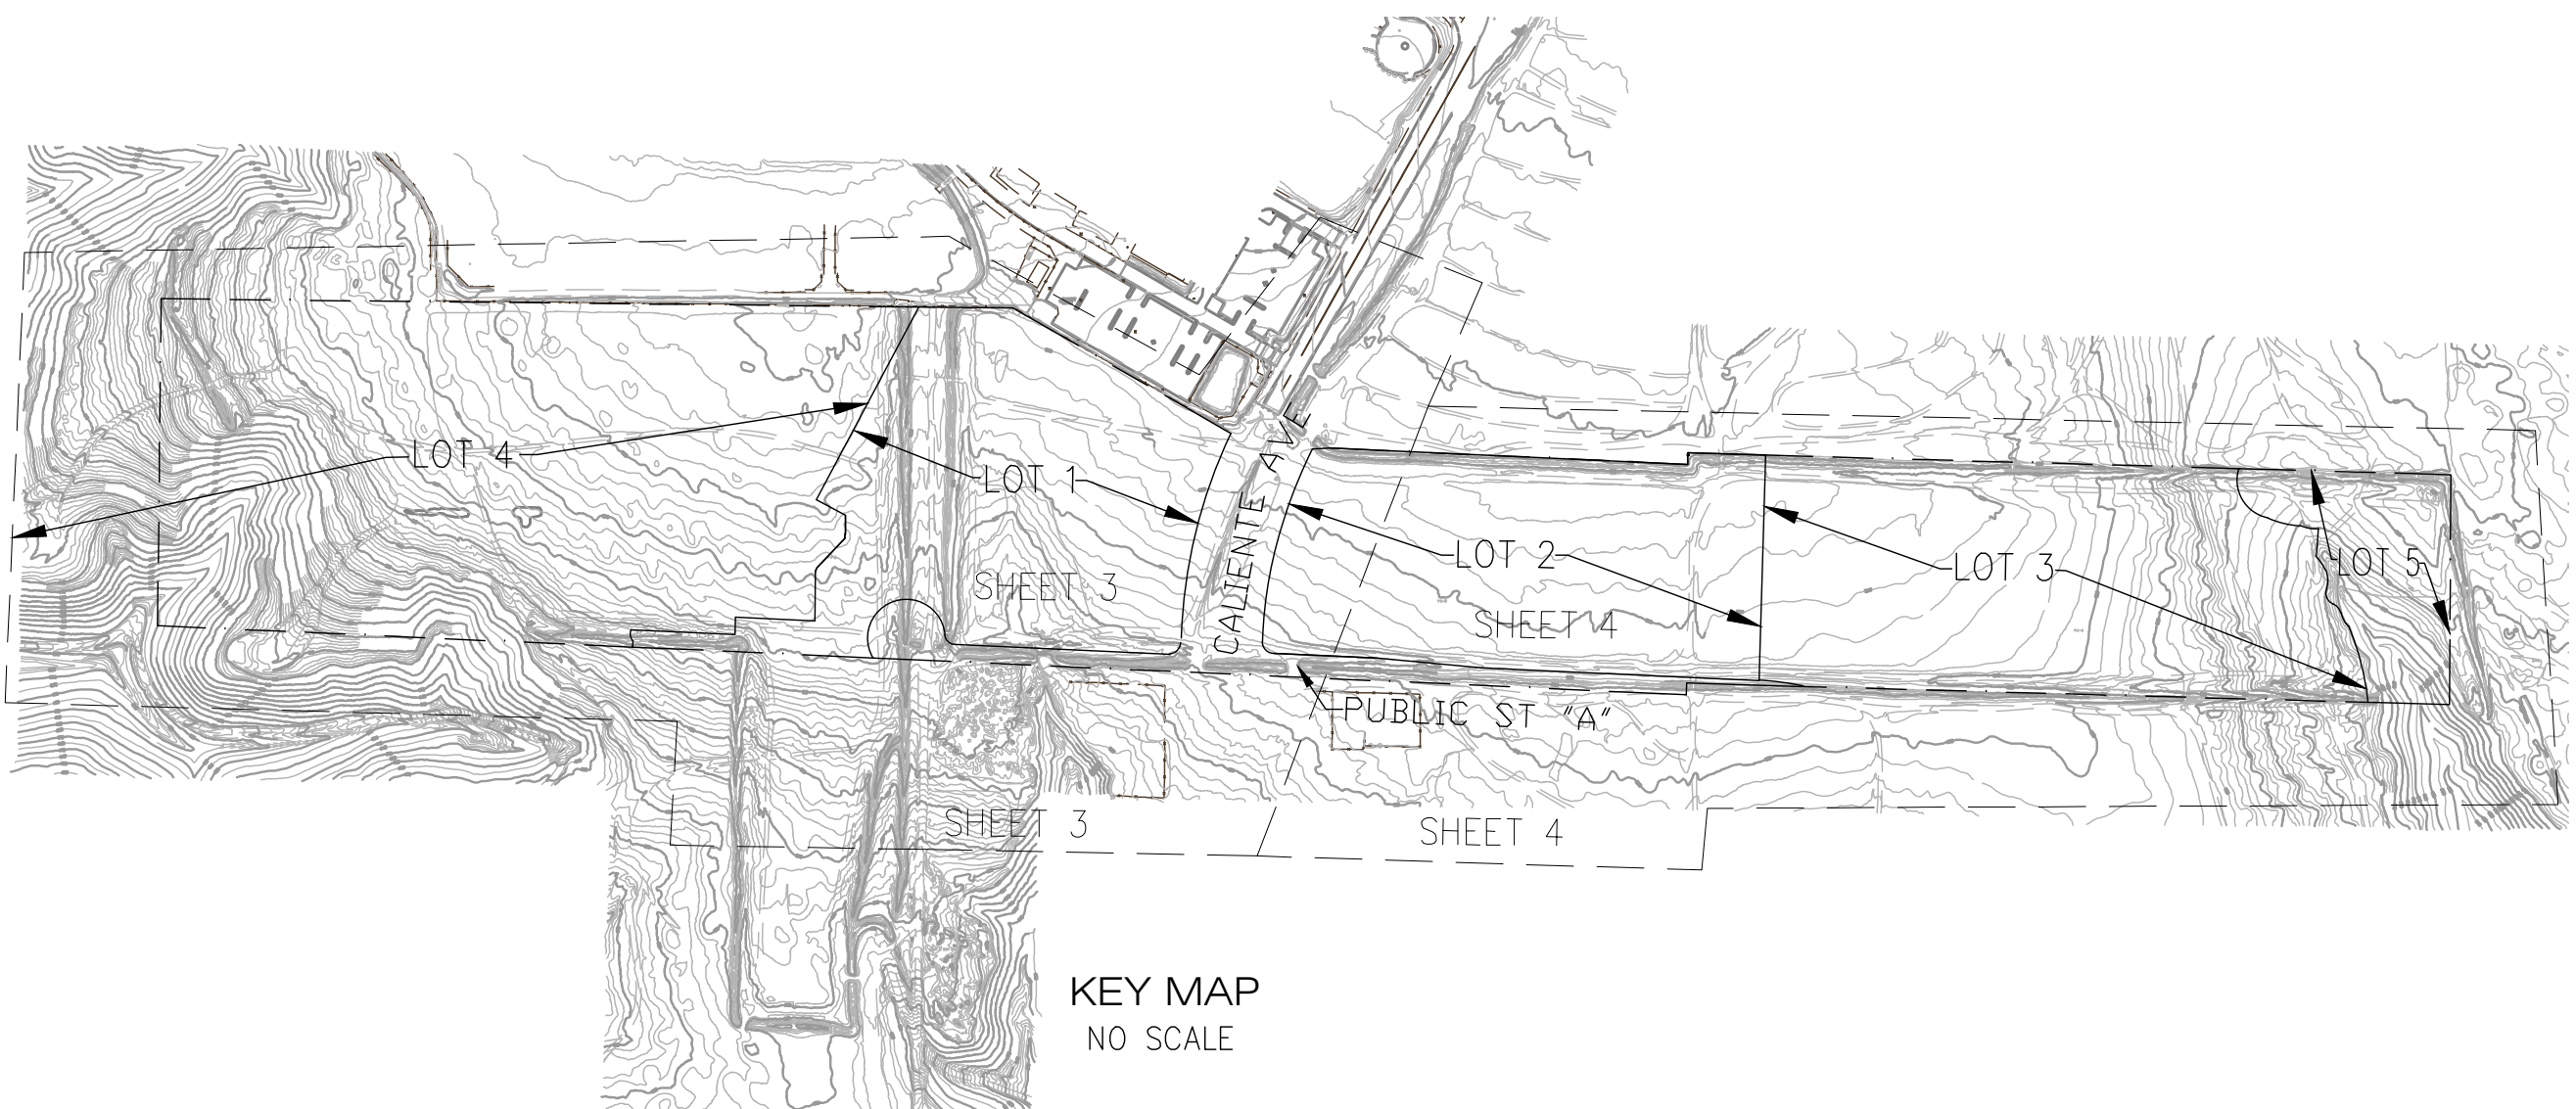 LOT 4
LOT 1
CALIENTE AVE
LOT 2
LOT 3
LOT 5
SHEET 3
SHEET 4
PUBLIC ST "A"
SHEET 3
SHEET 4
KEY MAP
NO SCALE